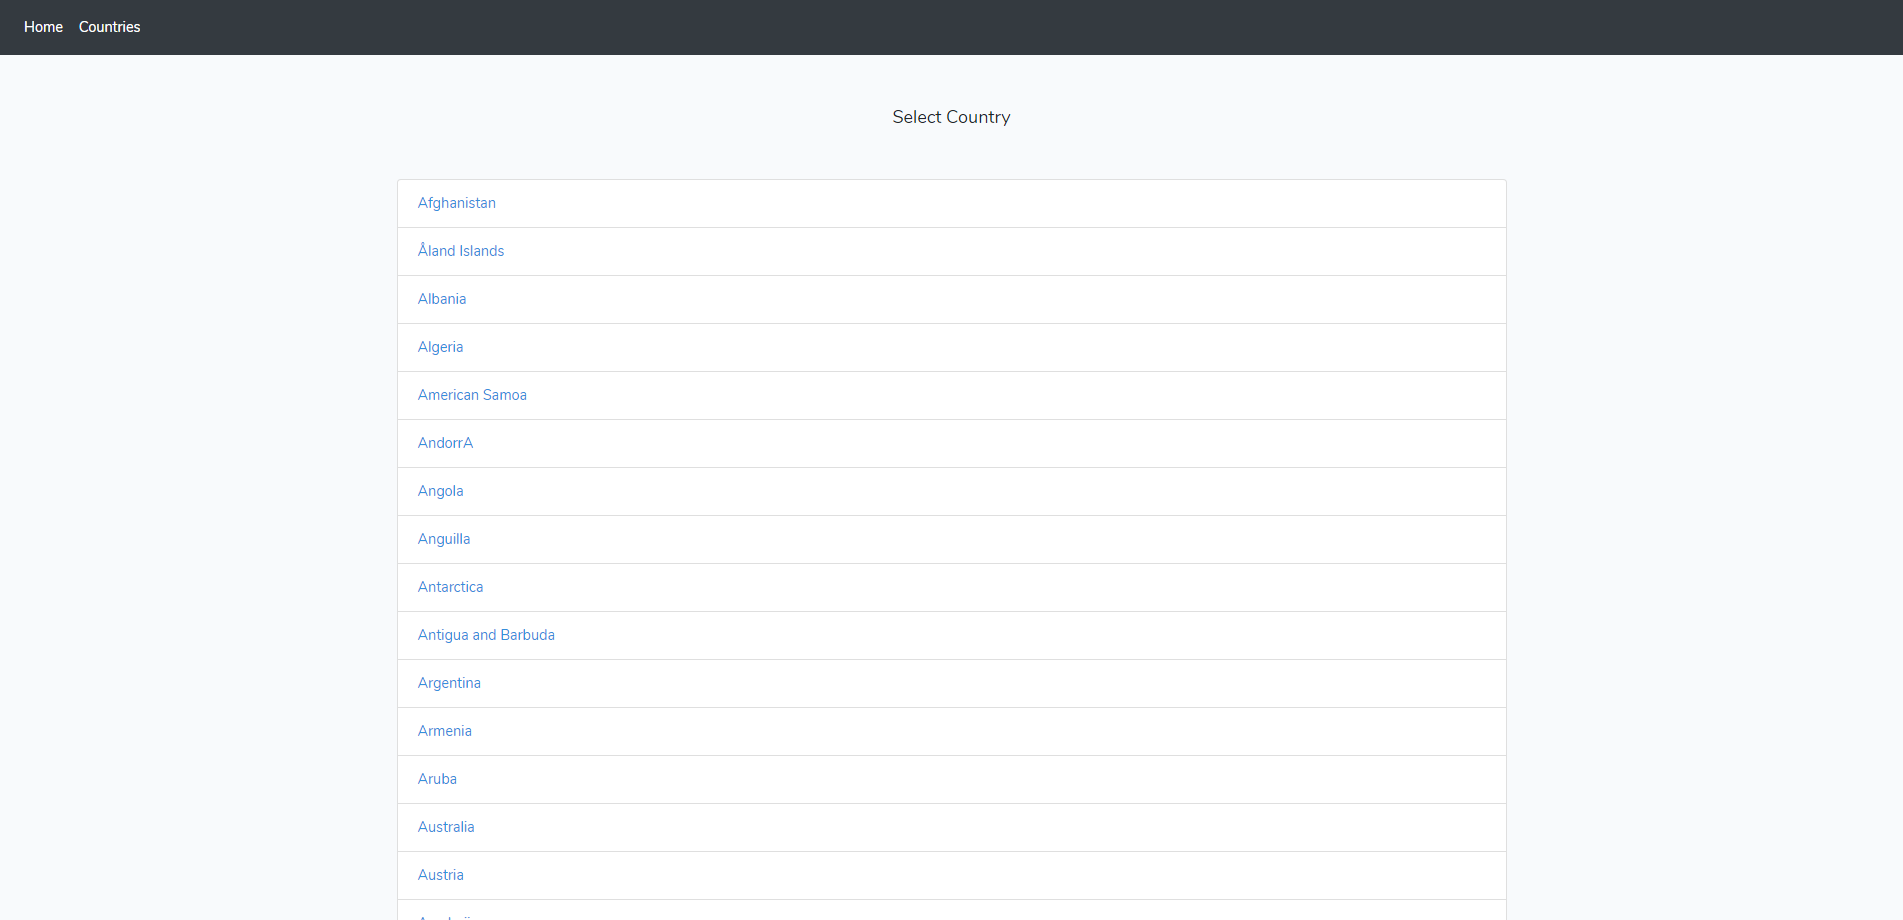 Home Countries
Select Country
Afghanistan
Åland Islands
Albania
Algeria
American Samoa
AndorrA
Angola
Anguilla
Antarctica
Antigua and Barbuda
Argentina
Armenia
Aruba
Australia
Austria